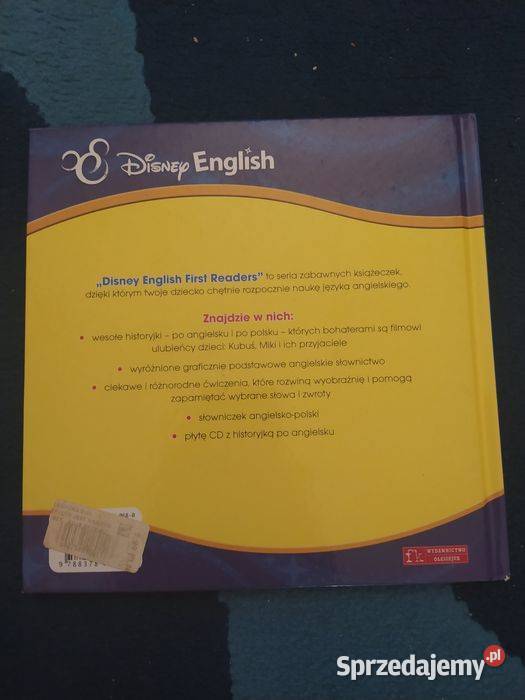 Disney English
„Disney English First Readers” to seria zabawnych książeczek,
dzięki którym twoje dziecko chętnie rozpocznie naukę języka angielskiego.
Znajdzie w nich:
• wesołe historyjki – po angielsku i po polsku – których bohaterami są filmowi
ulubieńcy dzieci: Kubuś, Miki i ich przyjaciele
• wyróżnione graficznie podstawowe angielskie słownictwo
• ciekawe i różnorodne ćwiczenia, które rozwiną wyobraźnię i pomogą
zapamiętać wybrane słowa i zwroty
• słowniczek angielsko-polski
• płytę CD z historyjką po angielsku
9 788378
fk WYDAWNICTWO
OLESIEJUK
Sprzedajemy.pl